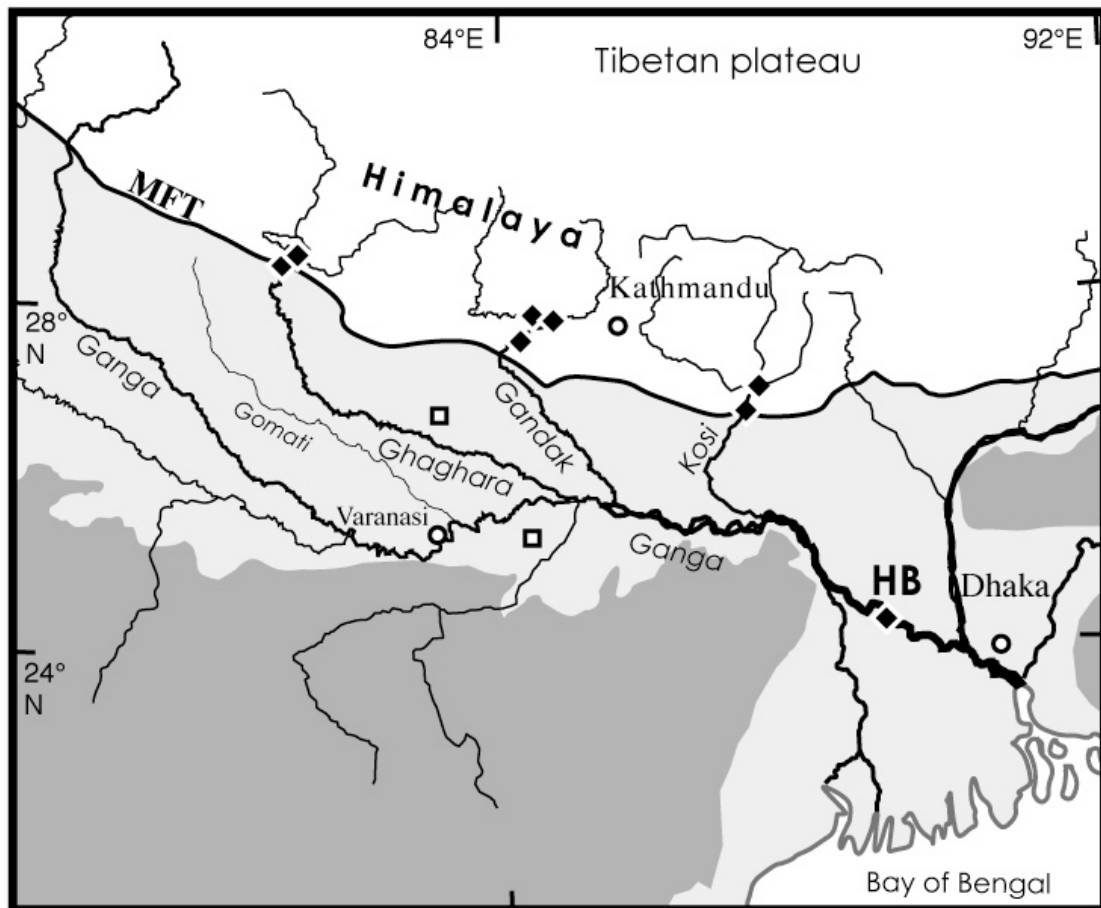 84°E
92°E
Tibetan plateau
Himalaya
MFT
Kathmandu
28°
N
Ganga
Gomati
Ghaghara
Gandak
Kosi
Varanasi
Ganga
HB
Dhaka
24°
N
Bay of Bengal